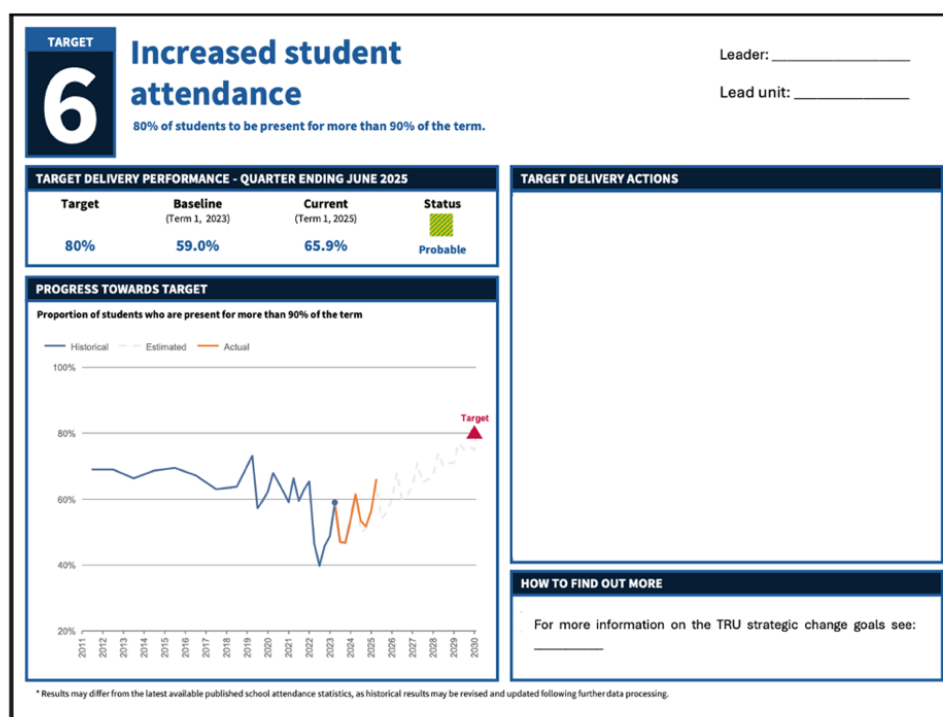 TARGET
6
Increased student
attendance
80% of students to be present for more than 90% of the term.
Leader: __________________
Lead unit: _______________
TARGET DELIVERY PERFORMANCE - QUARTER ENDING JUNE 2025
Target Baseline Current Status
(Term 1, 2023) (Term 1, 2025)
80% 59.0% 65.9% Probable
PROGRESS TOWARDS TARGET
Proportion of students who are present for more than 90% of the term
Historical Estimated Actual
100%
Target
80%
60%
40%
20%
2011 2012 2013 2014 2015 2016 2017 2018 2019 2020 2021 2022 2023 2024 2025 2026 2027 2028 2029 2030
TARGET DELIVERY ACTIONS
HOW TO FIND OUT MORE
For more information on the TRU strategic change goals see:
__________
* Results may differ from the latest available published school attendance statistics, as historical results may be revised and updated following further data processing.